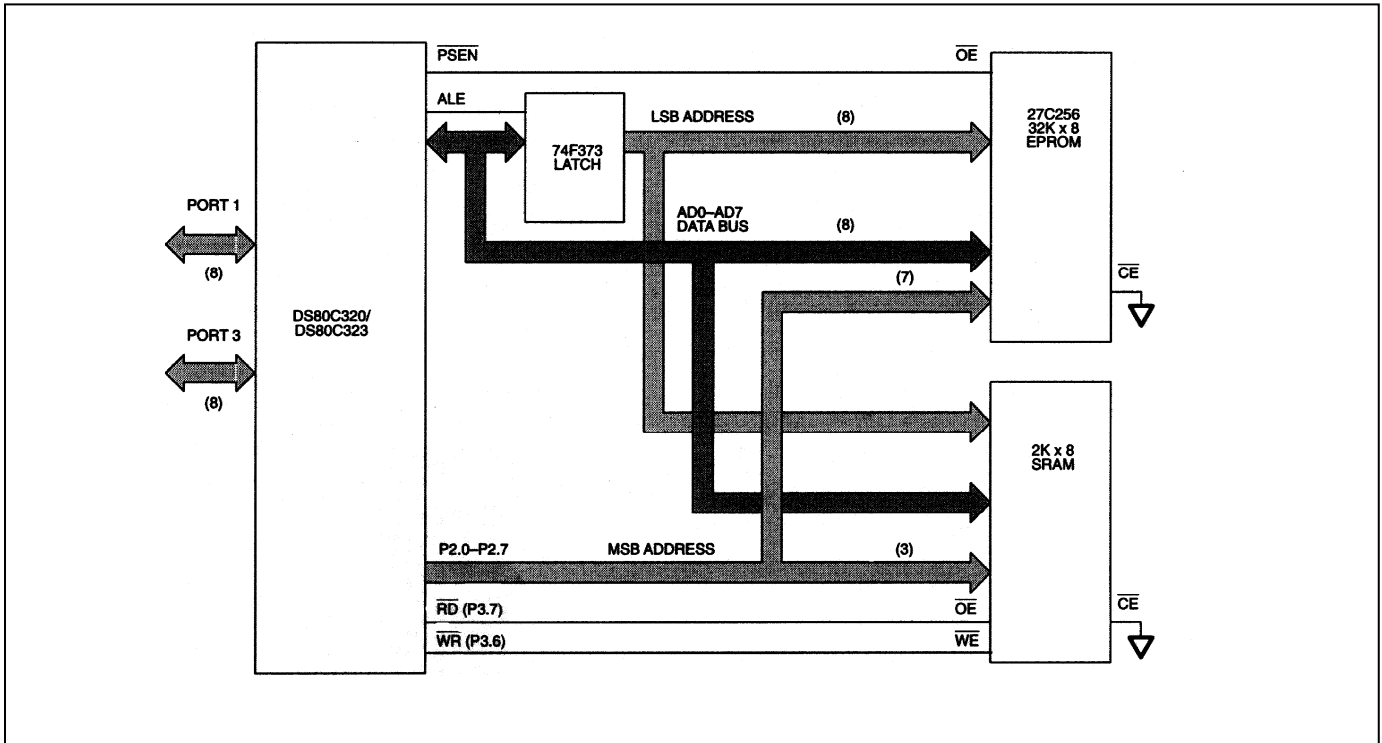 PSEN
OE
ALE
LSB ADDRESS
(8)
27C256
32K x 8
EPROM
74F373
LATCH
PORT 1
(8)
AD0–AD7
DATA BUS
(8)
(7)
CE
DS80C320/
DS80C323
PORT 3
(8)
2K x 8
SRAM
P2.0–P2.7
MSB ADDRESS
(3)
RD (P3.7)
OE
CE
WR (P3.6)
WE